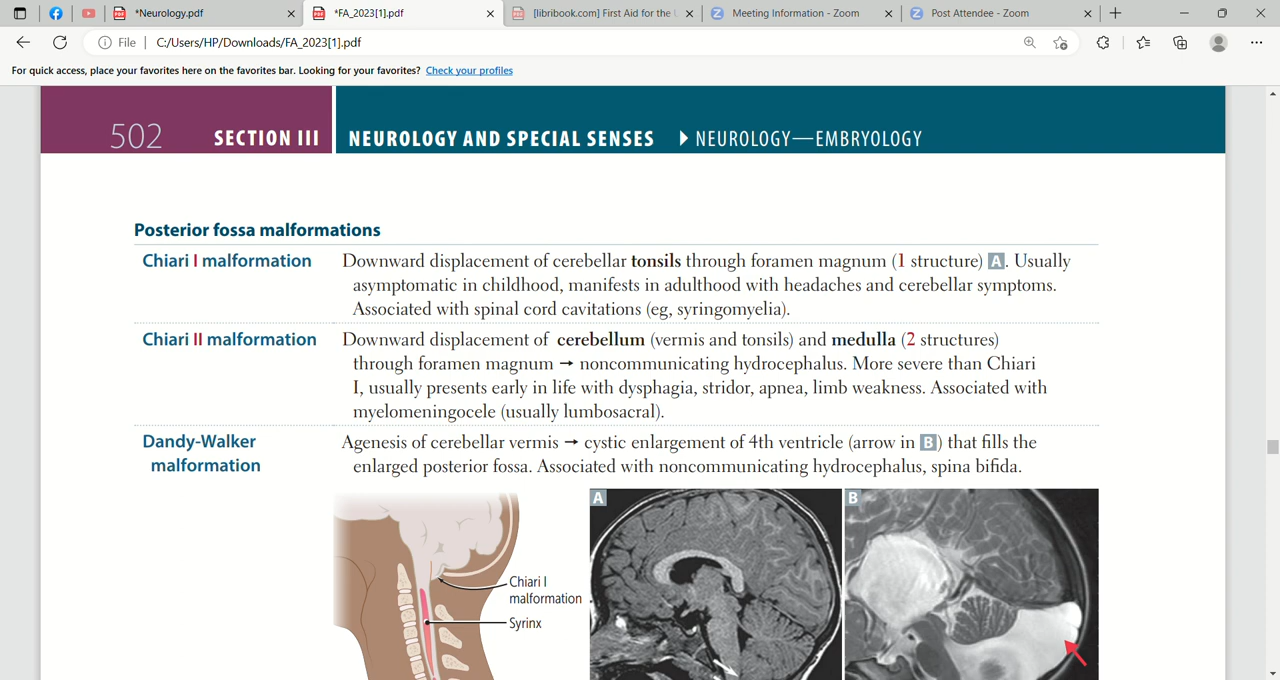 *Neurology.pdf
*FA_2023[1].pdf
[libribook.com] First Aid for the
Meeting Information - Zoom
Post Attendee - Zoom
File
C:/Users/HP/Downloads/FA_2023[1].pdf
For quick access, place your favorites here on the favorites bar. Looking for your favorites? Check your profiles
502 SECTION III NEUROLOGY AND SPECIAL SENSES ▶ NEUROLOGY—EMBRYOLOGY
Posterior fossa malformations
Chiari I malformation
Downward displacement of cerebellar tonsils through foramen magnum (1 structure) A. Usually
asymptomatic in childhood, manifests in adulthood with headaches and cerebellar symptoms.
Associated with spinal cord cavitations (eg, syringomyelia).
Chiari II malformation
Downward displacement of cerebellum (vermis and tonsils) and medulla (2 structures)
through foramen magnum → noncommunicating hydrocephalus. More severe than Chiari
I, usually presents early in life with dysphagia, stridor, apnea, limb weakness. Associated with
myelomeningocele (usually lumbosacral).
Dandy-Walker
malformation
Agenesis of cerebellar vermis → cystic enlargement of 4th ventricle (arrow in B) that fills the
enlarged posterior fossa. Associated with noncommunicating hydrocephalus, spina bifida.
A
B
Chiari I
malformation
Syrinx